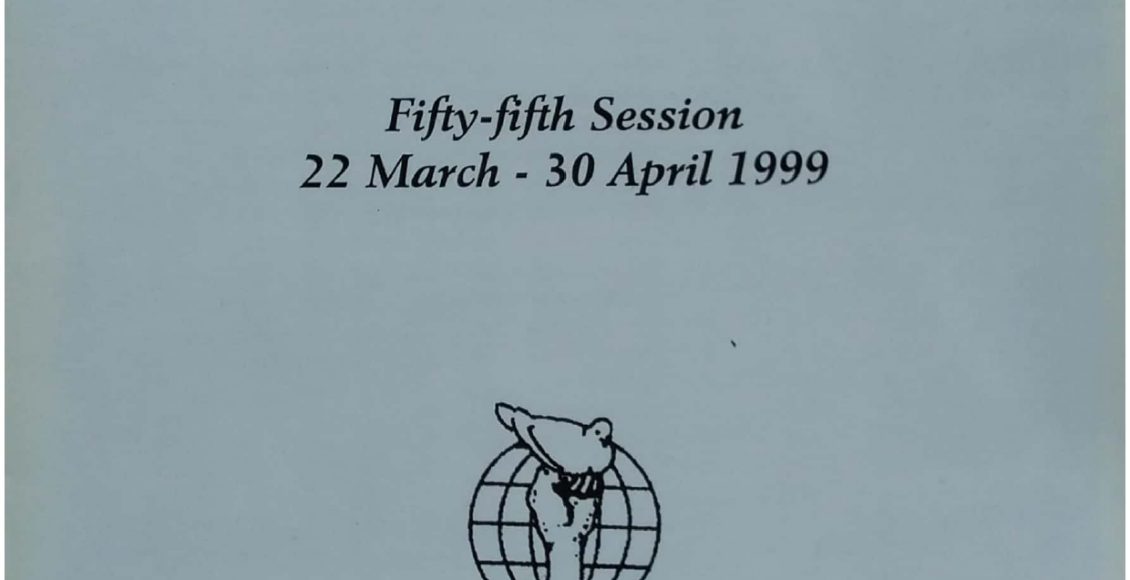 Fifty-fifth Session
22 March - 30 April 1999